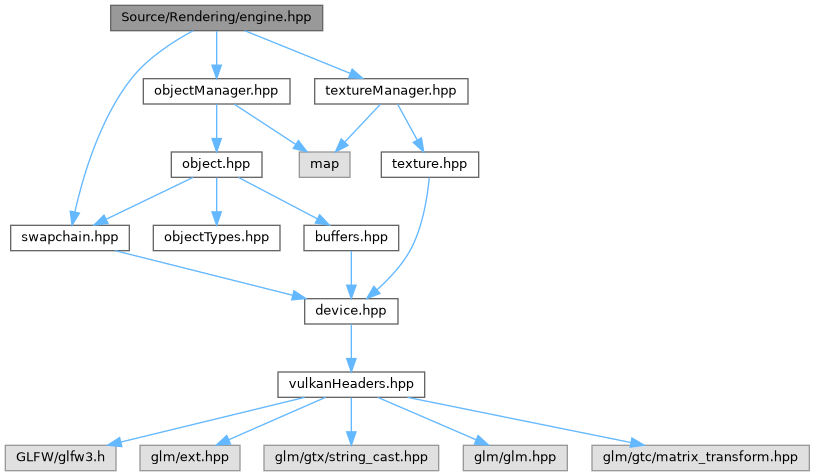 Source/Rendering/engine.hpp
objectManager.hpp
textureManager.hpp
object.hpp
map
texture.hpp
swapchain.hpp
objectTypes.hpp
buffers.hpp
device.hpp
vulkanHeaders.hpp
GLFW/glfw3.h
glm/ext.hpp
glm/gtx/string_cast.hpp
glm/glm.hpp
glm/gtc/matrix_transform.hpp